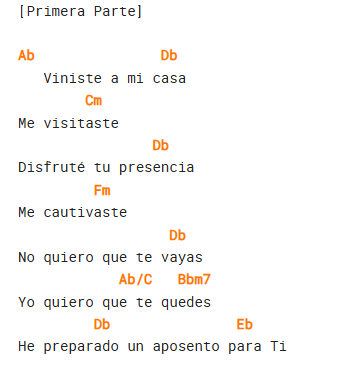 [Primera Parte]
Ab Db
Viniste a mi casa
Cm
Me visitaste
Db
Disfruté tu presencia
Fm
Me cautivaste
Db
No quiero que te vayas
Ab/C Bbm7
Yo quiero que te quedes
Db Eb
He preparado un aposento para Ti